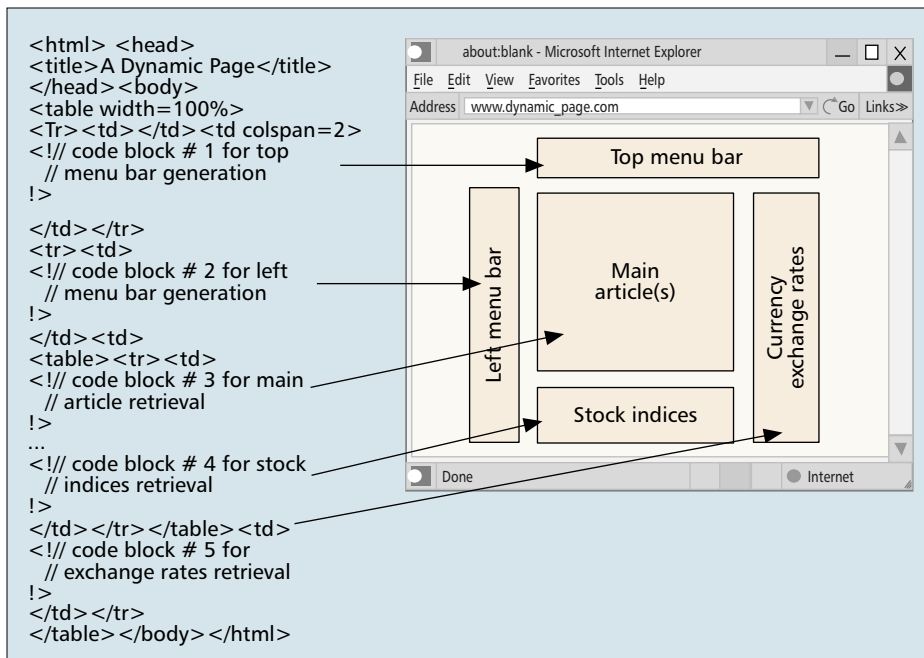 <html> <head>
<title>A Dynamic Page</title>
</head><body>
<table width=100%>
<Tr><td></td><td colspan=2>
<!// code block # 1 for top
// menu bar generation
!>
</td></tr>
<tr><td>
<!// code block # 2 for left
// menu bar generation
!>
</td><td>
<table><tr><td>
<!// code block # 3 for main
// article retrieval
!>
...
<!// code block # 4 for stock
// indices retrieval
!>
</td></tr></table><td>
<!// code block # 5 for
// exchange rates retrieval
!>
</td></tr>
</table></body></html>
about:blank - Microsoft Internet Explorer
File Edit View Favorites Tools Help
Address www.dynamic_page.com Go Links>>
Top menu bar
Left menu bar
Main
article(s)
Currency
exchange rates
Stock indices
Done Internet